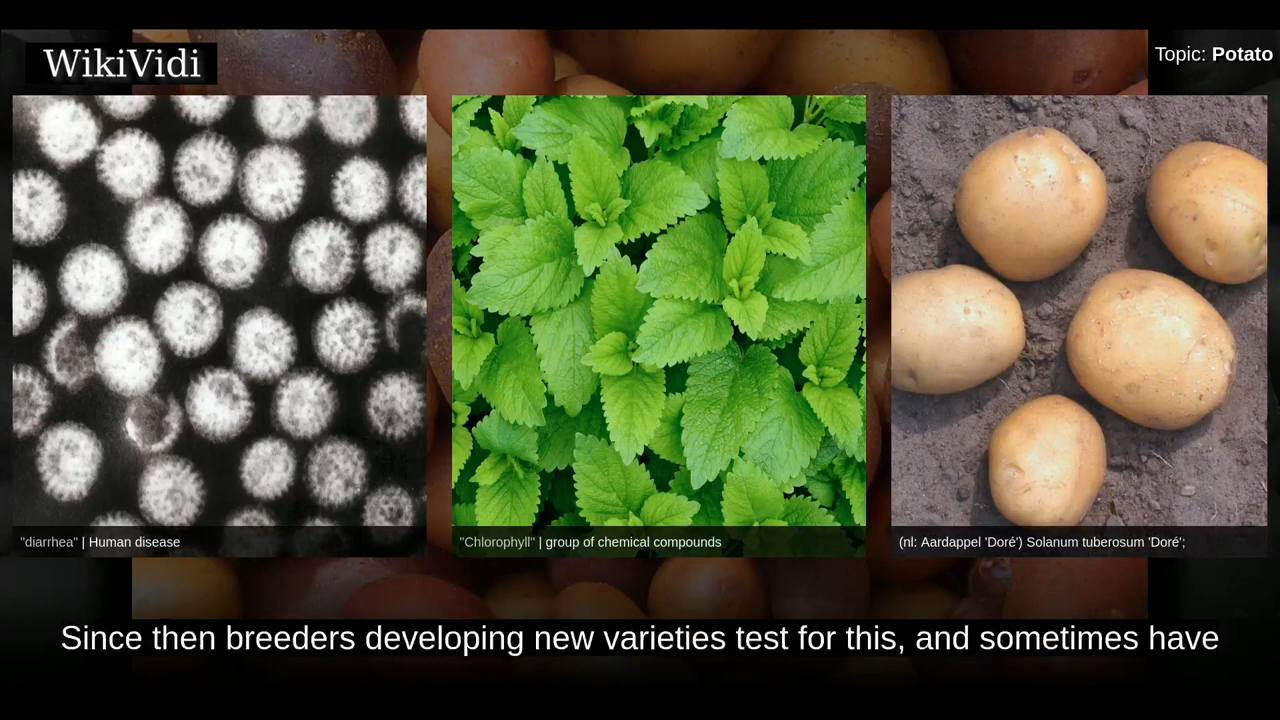 WikiVidi
Topic: Potato
"diarrhea" | Human disease
"Chlorophyll" | group of chemical compounds
(nl: Aardappel 'Doré') Solanum tuberosum 'Doré';
Since then breeders developing new varieties test for this, and sometimes have